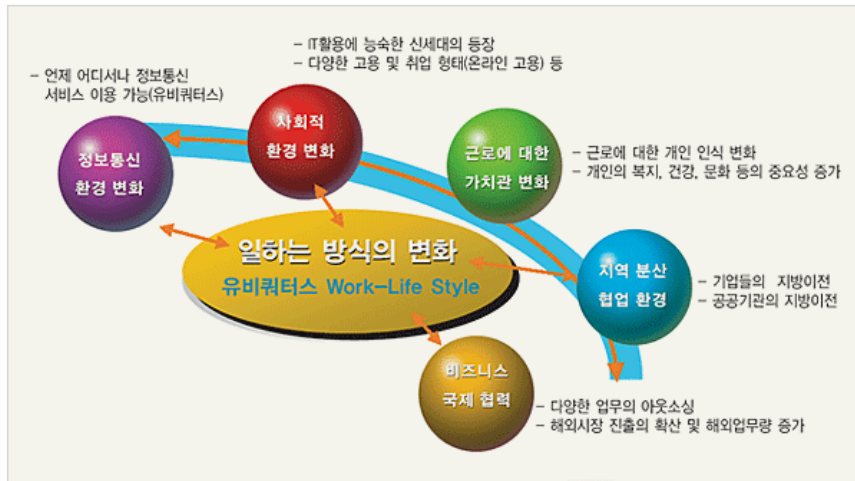 - IT활용에 능숙한 신세대의 등장
- 다양한 고용 및 취업 형태(온라인 고용) 등
- 언제 어디서나 정보통신
서비스 이용 가능(유비쿼터스)
사회적
환경 변화
정보통신
환경 변화
근로에 대한
가치관 변화
- 근로에 대한 개인 인식 변화
- 개인의 복지, 건강, 문화 등의 중요성 증가
일하는 방식의 변화
유비쿼터스 Work-Life Style
지역 분산
협업 환경
- 기업들의 지방이전
- 공공기관의 지방이전
비즈니스
국제 협력
- 다양한 업무의 아웃소싱
- 해외시장 진출의 확산 및 해외업무량 증가